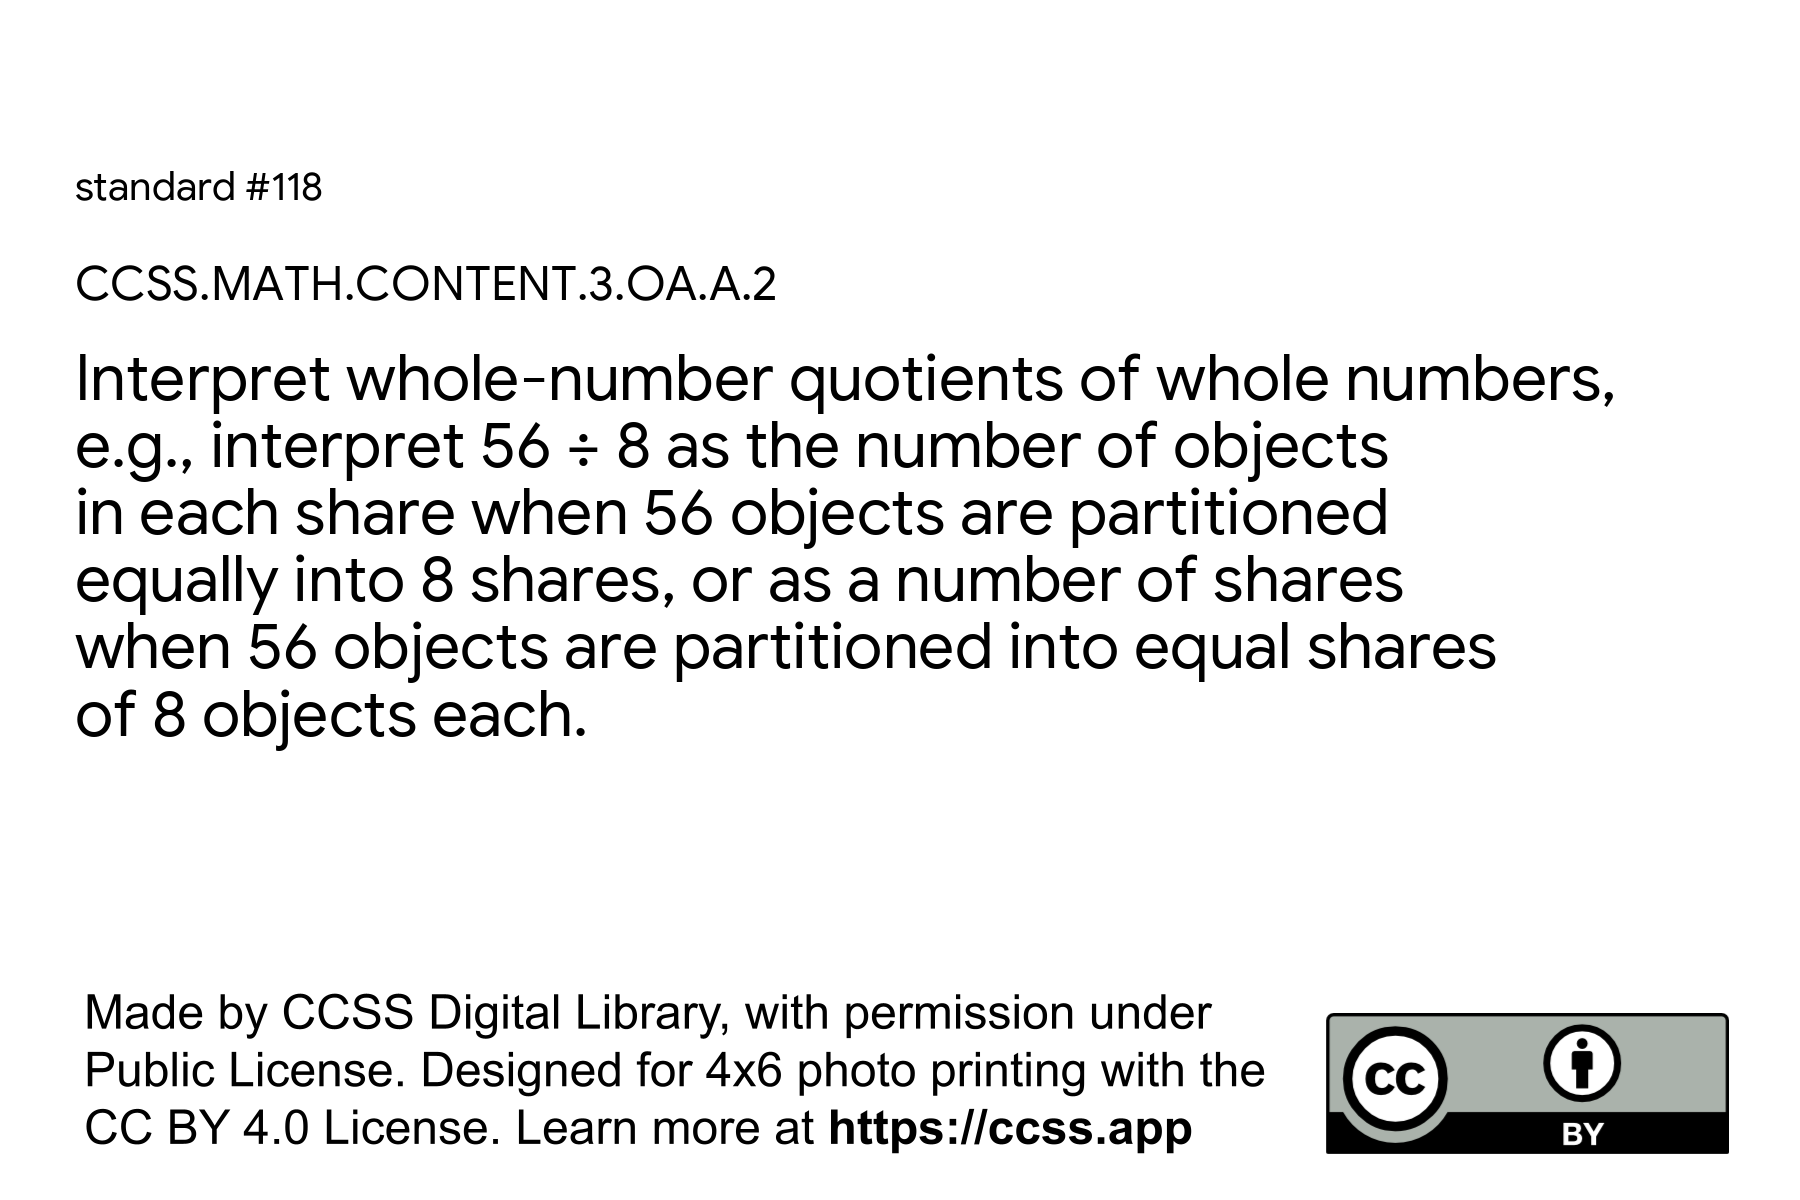 standard #118
CCSS.MATH.CONTENT.3.OA.A.2
Interpret whole-number quotients of whole numbers,
e.g., interpret 56 ÷ 8 as the number of objects
in each share when 56 objects are partitioned
equally into 8 shares, or as a number of shares
when 56 objects are partitioned into equal shares
of 8 objects each.
Made by CCSS Digital Library, with permission under
Public License. Designed for 4x6 photo printing with the
CC BY 4.0 License. Learn more at https://ccss.app
cc
BY